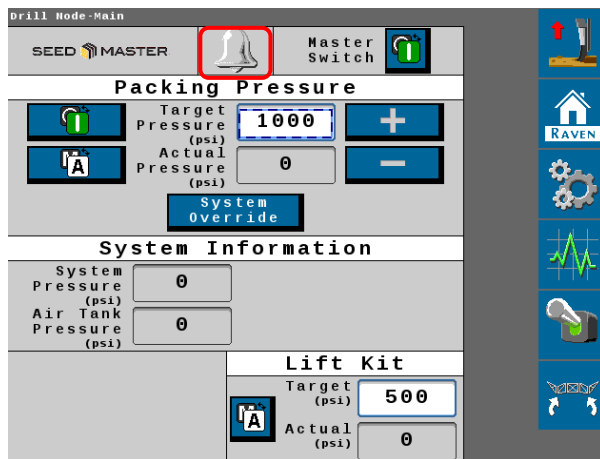 Drill Node-Main
SEED MASTER
Master
Switch
Packing Pressure
Target
Pressure
(psi)
1000
+
Actual
Pressure
(psi)
0
−
A
System
Override
System Information
System
Pressure
(psi)
0
Air Tank
Pressure
(psi)
0
Lift Kit
Target
(psi)
500
A
Actual
(psi)
0
RAVEN